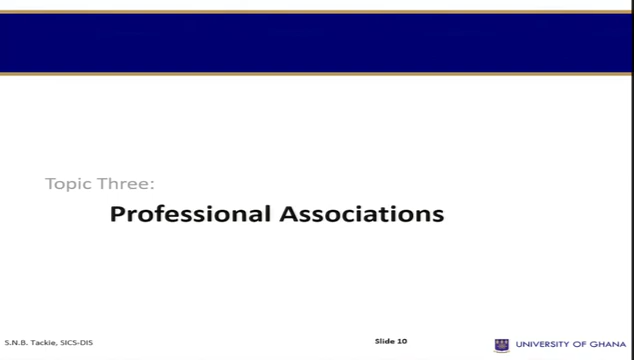 Topic Three:
Professional Associations
S.N.B. Tackie, SICS-DIS
Slide 10
UNIVERSITY OF GHANA